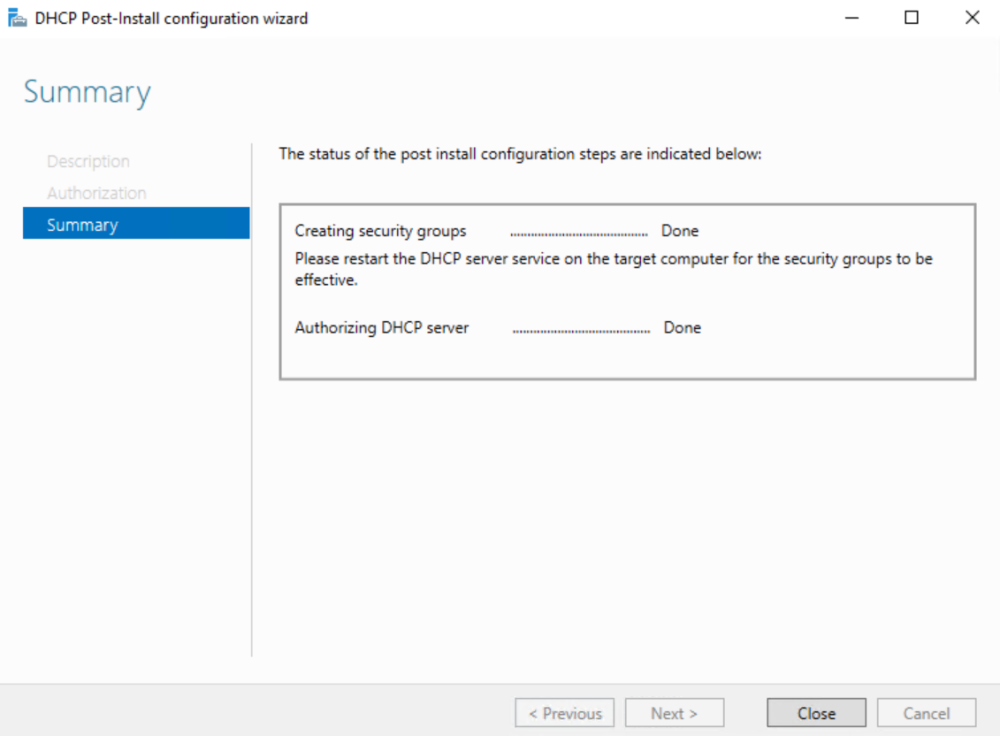 DHCP Post-Install configuration wizard
Summary
Description
Authorization
Summary
The status of the post install configuration steps are indicated below:
Creating security groups ........................................ Done
Please restart the DHCP server service on the target computer for the security groups to be
effective.
Authorizing DHCP server ........................................ Done
< Previous
Next >
Close
Cancel